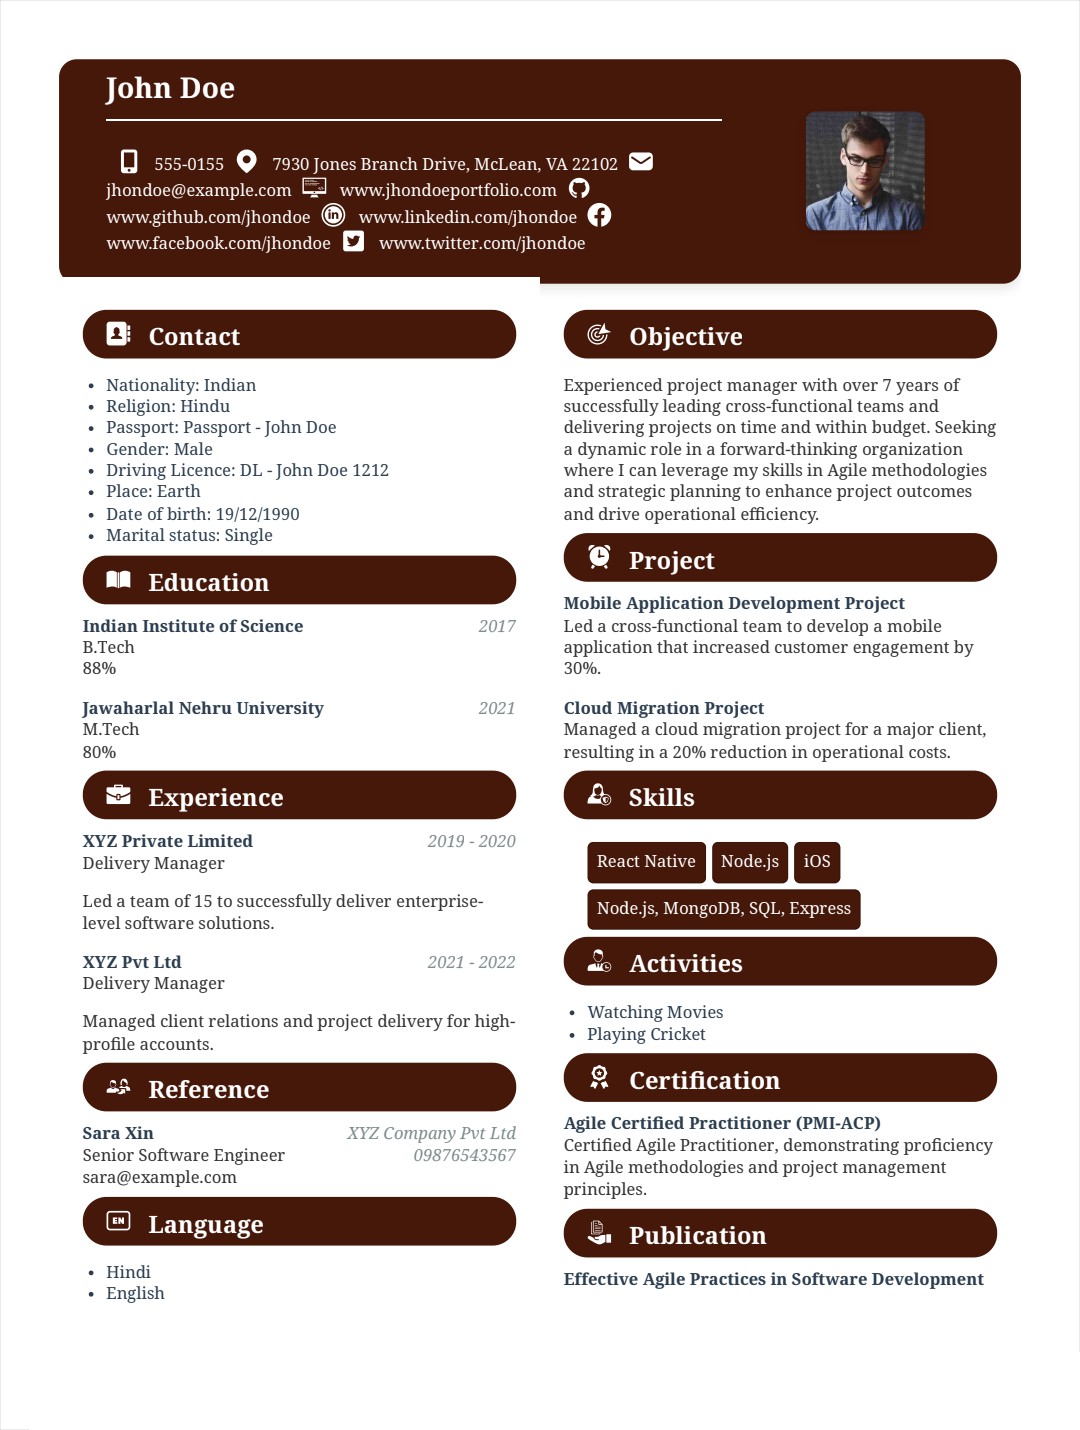 John Doe
555-0155 7930 Jones Branch Drive, McLean, VA 22102
jhondoe@example.com www.jhondoeportfolio.com
www.github.com/jhondoe www.linkedin.com/jhondoe
www.facebook.com/jhondoe www.twitter.com/jhondoe
Contact
• Nationality: Indian
• Religion: Hindu
• Passport: Passport - John Doe
• Gender: Male
• Driving Licence: DL - John Doe 1212
• Place: Earth
• Date of birth: 19/12/1990
• Marital status: Single
Education
Indian Institute of Science 2017
B.Tech
88%
Jawaharlal Nehru University 2021
M.Tech
80%
Experience
XYZ Private Limited 2019 - 2020
Delivery Manager
Led a team of 15 to successfully deliver enterprise-
level software solutions.
XYZ Pvt Ltd 2021 - 2022
Delivery Manager
Managed client relations and project delivery for high-
profile accounts.
Reference
Sara Xin XYZ Company Pvt Ltd
Senior Software Engineer 09876543567
sara@example.com
EN Language
• Hindi
• English
Objective
Experienced project manager with over 7 years of
successfully leading cross-functional teams and
delivering projects on time and within budget. Seeking
a dynamic role in a forward-thinking organization
where I can leverage my skills in Agile methodologies
and strategic planning to enhance project outcomes
and drive operational efficiency.
Project
Mobile Application Development Project
Led a cross-functional team to develop a mobile
application that increased customer engagement by
30%.
Cloud Migration Project
Managed a cloud migration project for a major client,
resulting in a 20% reduction in operational costs.
Skills
React Native Node.js iOS
Node.js, MongoDB, SQL, Express
Activities
• Watching Movies
• Playing Cricket
Certification
Agile Certified Practitioner (PMI-ACP)
Certified Agile Practitioner, demonstrating proficiency
in Agile methodologies and project management
principles.
Publication
Effective Agile Practices in Software Development